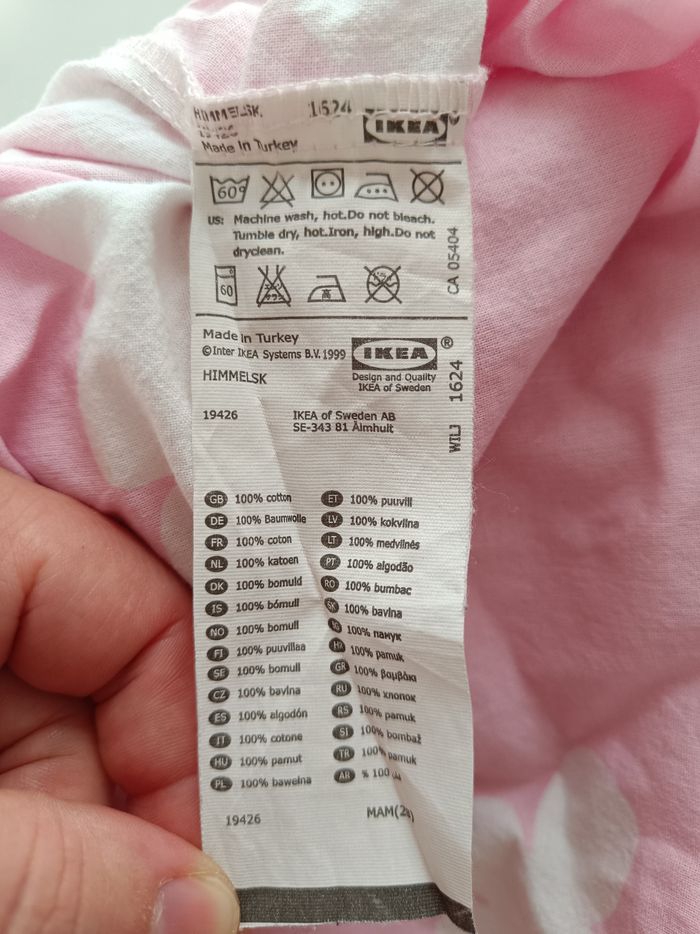 HIMMELSK 1624
IKEA
Made in Turkey
60°
US: Machine wash, hot.Do not bleach.
Tumble dry, hot.Iron, high.Do not
dryclean.
CA 05404
60
Made in Turkey
©Inter IKEA Systems B.V. 1999
IKEA ®
Design and Quality
IKEA of Sweden
HIMMELSK
WILJ 1624
19426
IKEA of Sweden AB
SE-343 81 Älmhult
GB 100% cotton
DE 100% Baumwolle
FR 100% coton
NL 100% katoen
DK 100% bomuld
IS 100% bómull
NO 100% bomull
FI 100% puuvillaa
SE 100% bomull
CZ 100% bavlna
ES 100% algodón
IT 100% cotone
HU 100% pamut
PL 100% bawełna
ET 100% puuvill
LV 100% kokvilna
LT 100% medvilnės
PT 100% algodão
RO 100% bumbac
SK 100% bavlna
100% памук
HR 100% pamuk
GR 100% βαμβάκι
RU 100% хлопок
RS 100% pamuk
SI 100% bombaž
TR 100% pamuk
AR % 100
19426